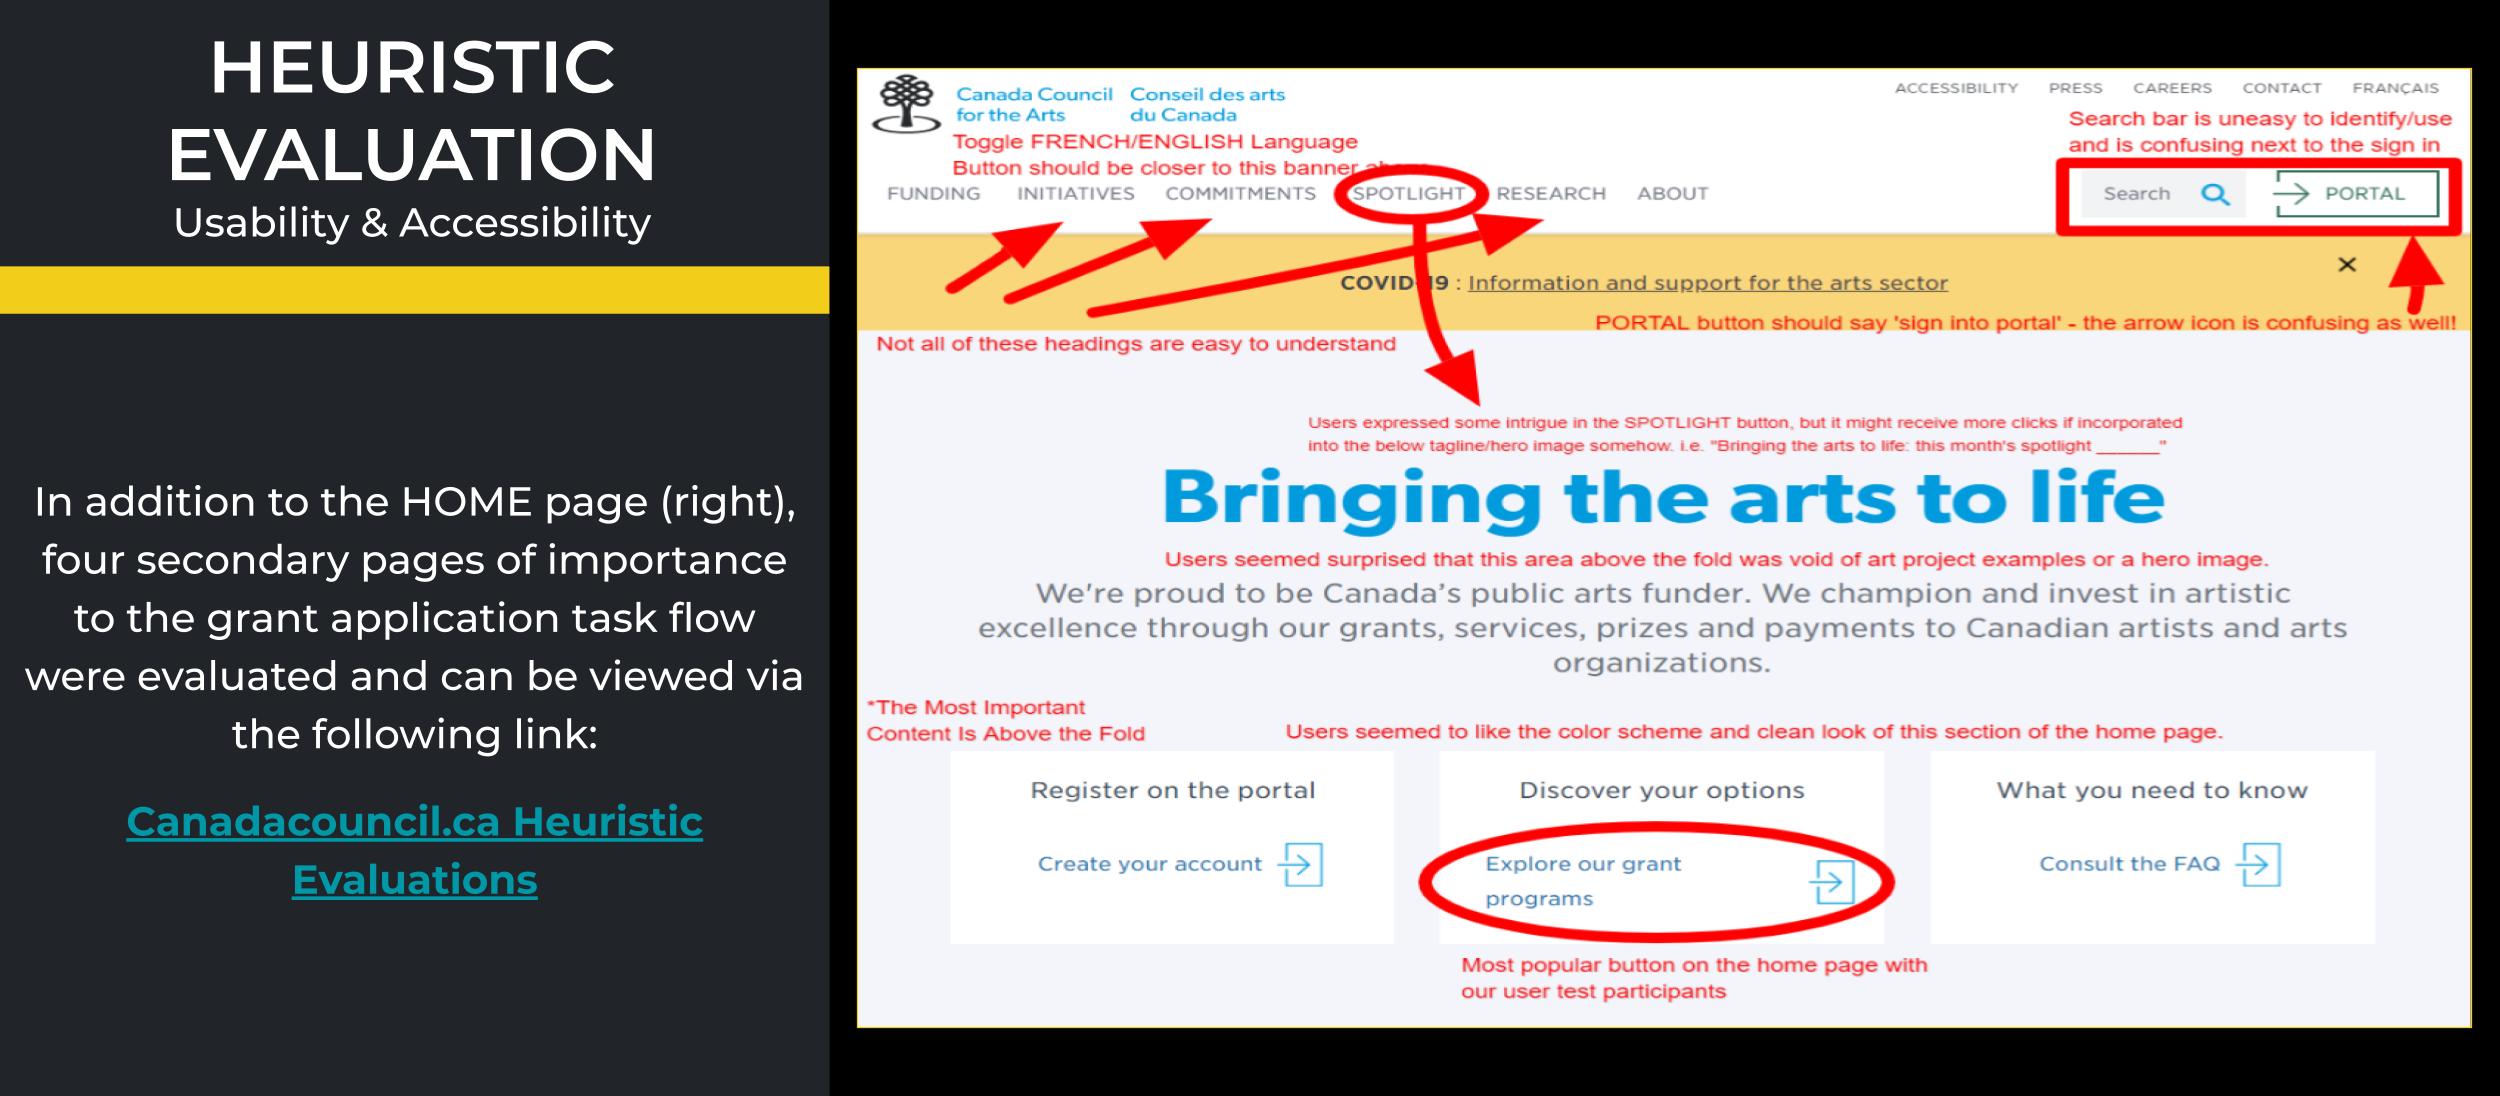 HEURISTIC
EVALUATION
Usability & Accessibility
In addition to the HOME page (right),
four secondary pages of importance
to the grant application task flow
were evaluated and can be viewed via
the following link:
Canadacouncil.ca Heuristic
Evaluations
Canada Council Conseil des arts
for the Arts du Canada
ACCESSIBILITY PRESS CAREERS CONTACT FRANÇAIS
Toggle FRENCH/ENGLISH Language
Button should be closer to this banner above
Search bar is uneasy to identify/use
and is confusing next to the sign in
FUNDING INITIATIVES COMMITMENTS SPOTLIGHT RESEARCH ABOUT
Search PORTAL
COVID-19 : Information and support for the arts sector
PORTAL button should say 'sign into portal' - the arrow icon is confusing as well!
Not all of these headings are easy to understand
Users expressed some intrigue in the SPOTLIGHT button, but it might receive more clicks if incorporated
into the below tagline/hero image somehow. i.e. "Bringing the arts to life: this month's spotlight ______"
Bringing the arts to life
Users seemed surprised that this area above the fold was void of art project examples or a hero image.
We're proud to be Canada’s public arts funder. We champion and invest in artistic
excellence through our grants, services, prizes and payments to Canadian artists and arts
organizations.
*The Most Important
Content Is Above the Fold
Users seemed to like the color scheme and clean look of this section of the home page.
Register on the portal
Create your account
Discover your options
Explore our grant
programs
What you need to know
Consult the FAQ
Most popular button on the home page with
our user test participants